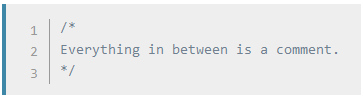 1 /*
2 Everything in between is a comment.
3 */